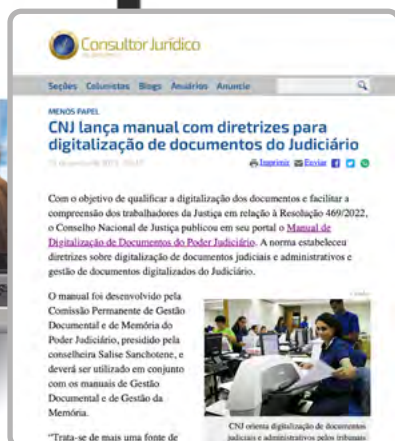 Consultor Jurídico
Seções Colunistas Blogs Anuários Anuncie
MENOS PAPEL
CNJ lança manual com diretrizes para
digitalização de documentos do Judiciário
Imprimir Enviar
Com o objetivo de qualificar a digitalização dos documentos e facilitar a
compreensão dos trabalhadores da Justiça em relação à Resolução 469/2022,
o Conselho Nacional de Justiça publicou em seu portal o Manual de
Digitalização de Documentos do Poder Judiciário. A norma estabeleceu
diretrizes sobre digitalização de documentos judiciais e administrativos e
gestão de documentos digitalizados do Judiciário.
O manual foi desenvolvido pela
Comissão Permanente de Gestão
Documental e de Memória do
Poder Judiciário, presidido pela
conselheira Salise Sanchotene, e
deverá ser utilizado em conjunto
com os manuais de Gestão
Documental e de Gestão da
Memória.
"Trata-se de mais uma fonte de
CNJ orienta digitalização de documentos
judiciais e administrativos pelos tribunais